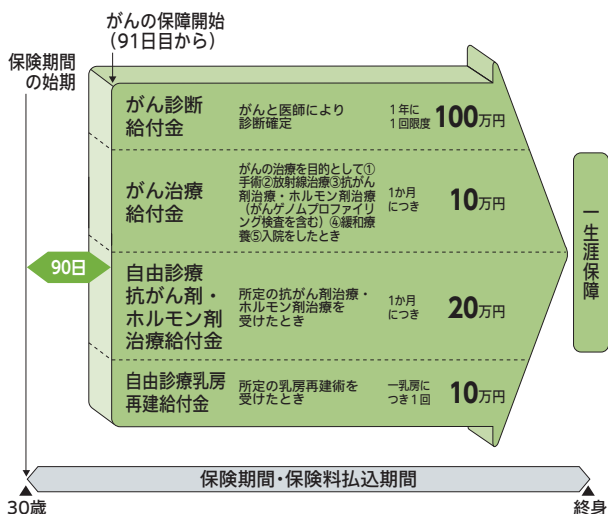 がんの保障開始
（91日目から）
保険期間
の始期
がん診断
給付金
がんと医師により
診断確定
1年に
1回限度
100万円
がん治療
給付金
がんの治療を目的として①
手術②放射線治療③抗がん
剤治療・ホルモン剤治療
（がんゲノムプロファイリ
ング検査を含む）④緩和療
養⑤入院をしたとき
1か月
につき
10万円
90日
自由診療
抗がん剤・
ホルモン剤
治療給付金
所定の抗がん剤治療・
ホルモン剤治療を
受けたとき
1か月
につき
20万円
自由診療乳房
再建給付金
所定の乳房再建術を
受けたとき
一乳房に
つき1回
10万円
一生涯保障
保険期間・保険料払込期間
30歳
終身